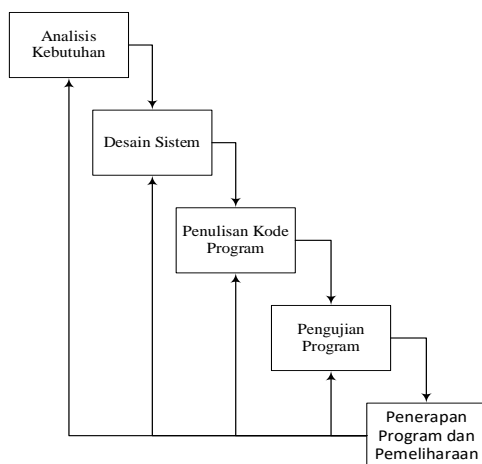 Analisis
Kebutuhan
Desain Sistem
Penulisan Kode
Program
Pengujian
Program
Penerapan
Program dan
Pemeliharaan